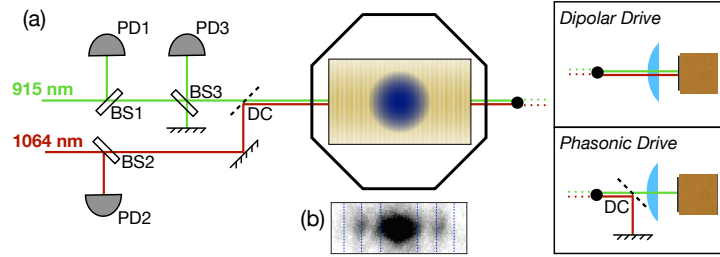 (a)
PD1
PD3
915 nm
BS1
BS3
DC
1064 nm
BS2
PD2
(b)
Dipolar Drive
Phasonic Drive
DC